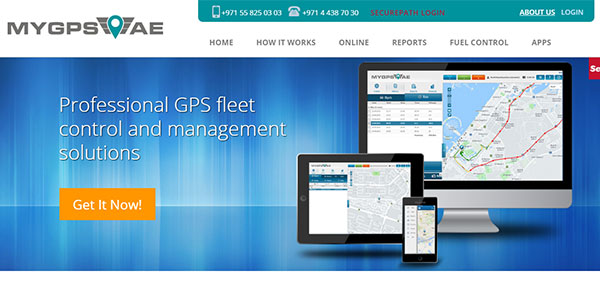 +971 55 825 03 03 +971 4 438 70 30 SECUREPATH LOGIN ABOUT US LOGIN
MYGPS AE
HOME HOW IT WORKS ONLINE REPORTS FUEL CONTROL APPS
Se
Professional GPS fleet
control and management
solutions
Get It Now!
MYGPS AE